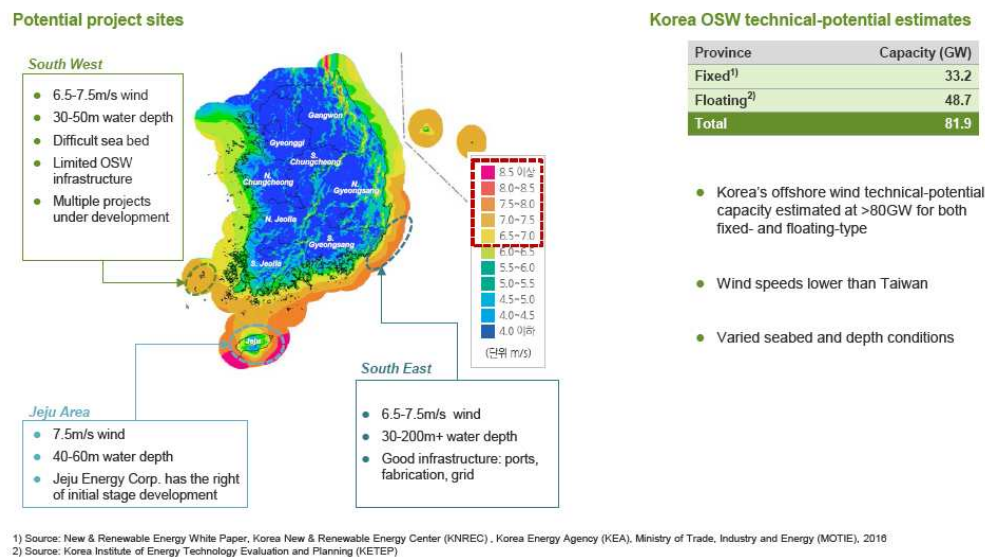 Potential project sites
South West
6.5-7.5m/s wind
30-50m water depth
Difficult sea bed
Limited OSW
infrastructure
Multiple projects
under development
Gangwon
Gyeonggi
S.
Chungcheong
N.
Chungcheong
N.
Gyeongsang
N. Jeolla
S.
Gyeongsang
S. Jeolla
Jeju
8.5 이상
8.0~8.5
7.5~8.0
7.0~7.5
6.5~7.0
6.0~6.5
5.5~6.0
5.0~5.5
4.5~5.0
4.0~4.5
4.0 이하
(단위 m/s)
Jeju Area
7.5m/s wind
40-60m water depth
Jeju Energy Corp. has the right
of initial stage development
South East
6.5-7.5m/s wind
30-200m+ water depth
Good infrastructure: ports,
fabrication, grid
Korea OSW technical-potential estimates
Province Capacity (GW)
Fixed1) 33.2
Floating2) 48.7
Total 81.9
Korea's offshore wind technical-potential
capacity estimated at >80GW for both
fixed- and floating-type
Wind speeds lower than Taiwan
Varied seabed and depth conditions
1) Source: New & Renewable Energy White Paper, Korea New & Renewable Energy Center (KNREC) , Korea Energy Agency (KEA), Ministry of Trade, Industry and Energy (MOTIE), 2016
2) Source: Korea Institute of Energy Technology Evaluation and Planning (KETEP)